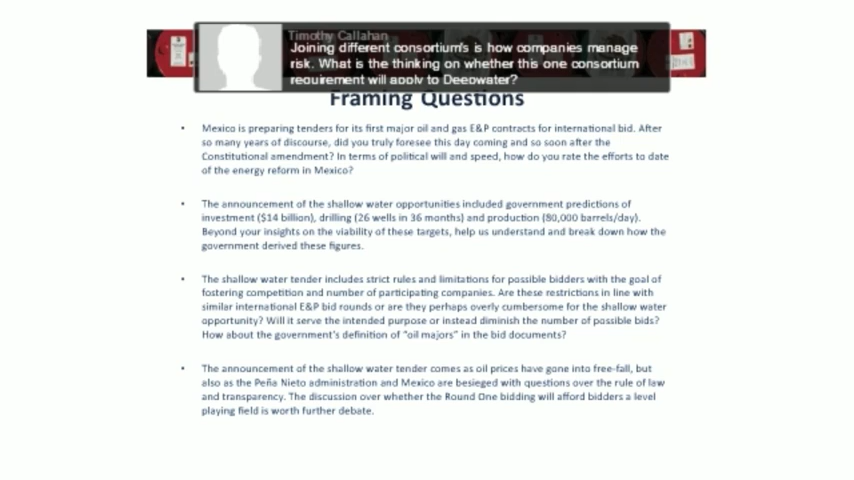 Timothy Callahan
Joining different consortium's is how companies manage
risk. What is the thinking on whether this one consortium
requirement will apply to Deepwater?
Framing Questions
• Mexico is preparing tenders for its first major oil and gas E&P contracts for international bid. After
so many years of discourse, did you truly foresee this day coming and so soon after the
Constitutional amendment? In terms of political will and speed, how do you rate the efforts to date
of the energy reform in Mexico?
• The announcement of the shallow water opportunities included government predictions of
investment ($14 billion), drilling (26 wells in 36 months) and production (80,000 barrels/day).
Beyond your insights on the viability of these targets, help us understand and break down how the
government derived these figures.
• The shallow water tender includes strict rules and limitations for possible bidders with the goal of
fostering competition and number of participating companies. Are these restrictions in line with
similar international E&P bid rounds or are they perhaps overly cumbersome for the shallow water
opportunity? Will it serve the intended purpose or instead diminish the number of possible bids?
How about the government's definition of "oil majors" in the bid documents?
• The announcement of the shallow water tender comes as oil prices have gone into free-fall, but
also as the Peña Nieto administration and Mexico are besieged with questions over the rule of law
and transparency. The discussion over whether the Round One bidding will afford bidders a level
playing field is worth further debate.